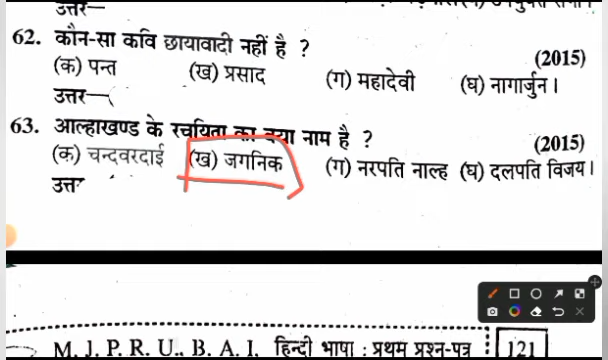 उत्तर—
62. कौन-सा कवि छायावादी नहीं है ? (2015)
(क) पन्त (ख) प्रसाद (ग) महादेवी (घ) नागार्जुन।
उत्तर—
63. आल्हाखण्ड के रचयिता का क्या नाम है ? (2015)
(क) चन्दवरदाई (ख) जगनिक (ग) नरपति नाल्ह (घ) दलपति विजय।
उत्तर
M. J. P. R. U., B. A. I, हिन्दी भाषा : प्रथम प्रश्न-पत्र 121